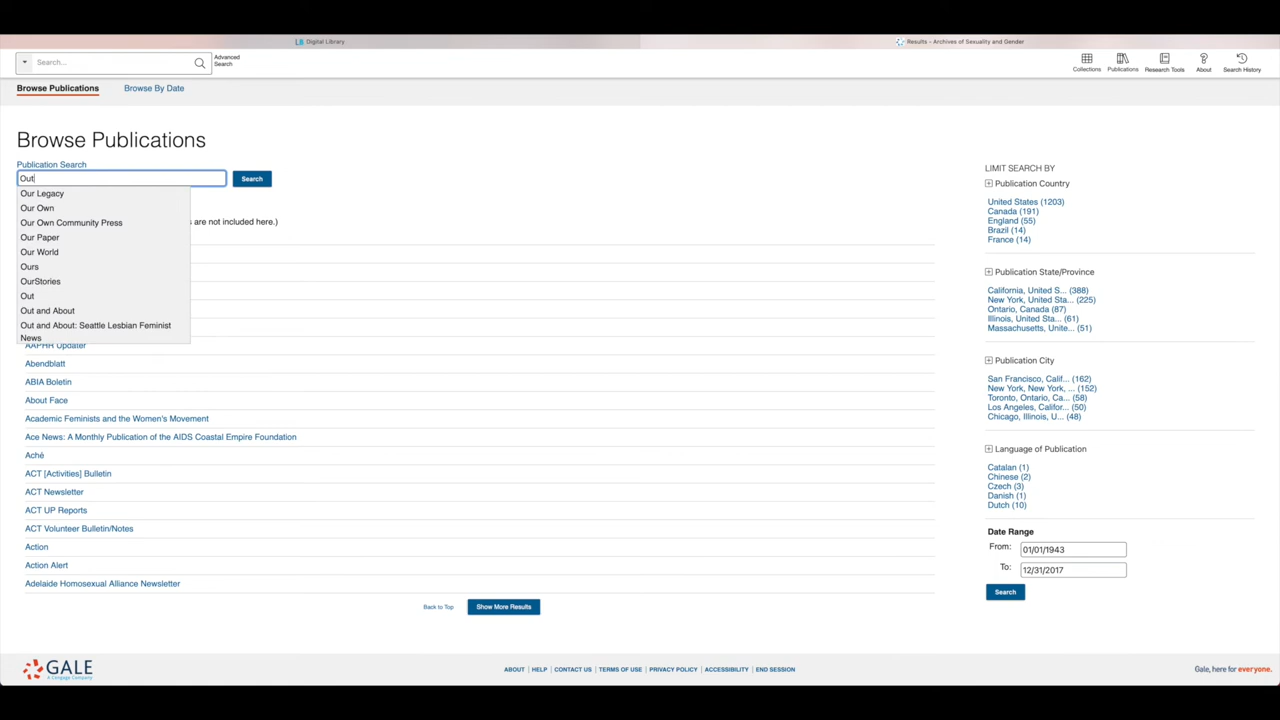 LB Digital Library
Results – Archives of Sexuality and Gender
Search...
Advanced
Search
Collections
Publications
Research Tools
About
Search History
Browse Publications
Browse By Date
Browse Publications
Publication Search
Out
Search
Our Legacy
Our Own
Our Own Community Press
s are not included here.)
Our Paper
Our World
Ours
OurStories
Out
Out and About
Out and About: Seattle Lesbian Feminist
News
AAPHR Updater
Abendblatt
ABIA Boletin
About Face
Academic Feminists and the Women's Movement
Ace News: A Monthly Publication of the AIDS Coastal Empire Foundation
Aché
ACT [Activities] Bulletin
ACT Newsletter
ACT UP Reports
ACT Volunteer Bulletin/Notes
Action
Action Alert
Adelaide Homosexual Alliance Newsletter
Back to Top
Show More Results
LIMIT SEARCH BY
Publication Country
United States (1203)
Canada (191)
England (55)
Brazil (14)
France (14)
Publication State/Province
California, United S... (388)
New York, United Sta... (225)
Ontario, Canada (87)
Illinois, United Sta... (61)
Massachusetts, Unite... (51)
Publication City
San Francisco, Calif... (162)
New York, New York, ... (152)
Toronto, Ontario, Ca... (58)
Los Angeles, Califor... (50)
Chicago, Illinois, U... (48)
Language of Publication
Catalan (1)
Chinese (2)
Czech (3)
Danish (1)
Dutch (10)
Date Range
From: 01/01/1943
To: 12/31/2017
Search
GALE
A Cengage Company
ABOUT | HELP | CONTACT US | TERMS OF USE | PRIVACY POLICY | ACCESSIBILITY | END SESSION
Gale, here for everyone.